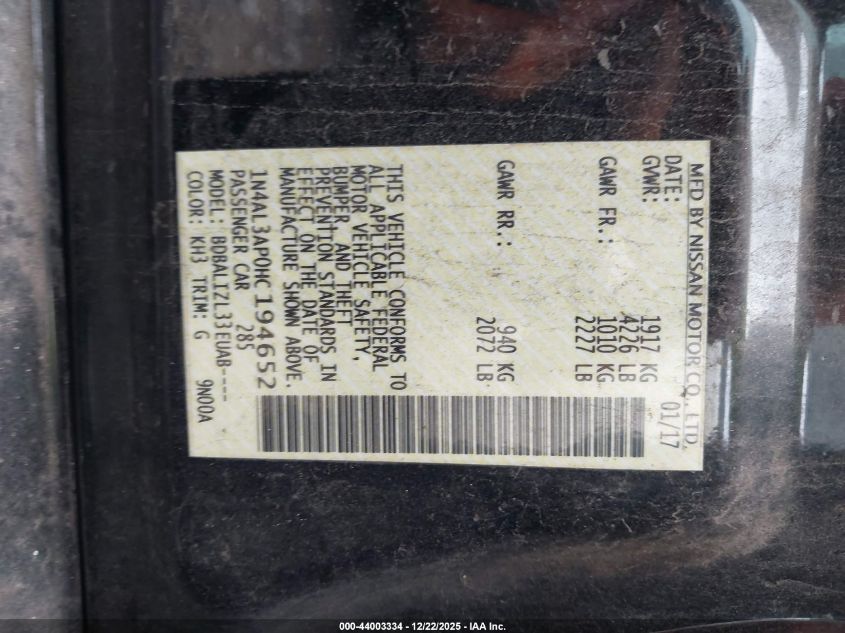 MFD BY NISSAN MOTOR CO., LTD.
DATE: 01/17
GVWR: 1917 KG
4226 LB
GAWR FR.: 1010 KG
2227 LB
GAWR RR.: 940 KG
2072 LB
THIS VEHICLE CONFORMS TO
ALL APPLICABLE FEDERAL
MOTOR VEHICLE SAFETY,
BUMPER, AND THEFT
PREVENTION STANDARDS IN
EFFECT ON THE DATE OF
MANUFACTURE SHOWN ABOVE.
1N4AL3AP0HC194652
PASSENGER CAR 285
MODEL: BDBALIZL33EUAB----
COLOR: KH3 TRIM: G 9N00A
000-44003334 - 12/22/2025 - IAA Inc.